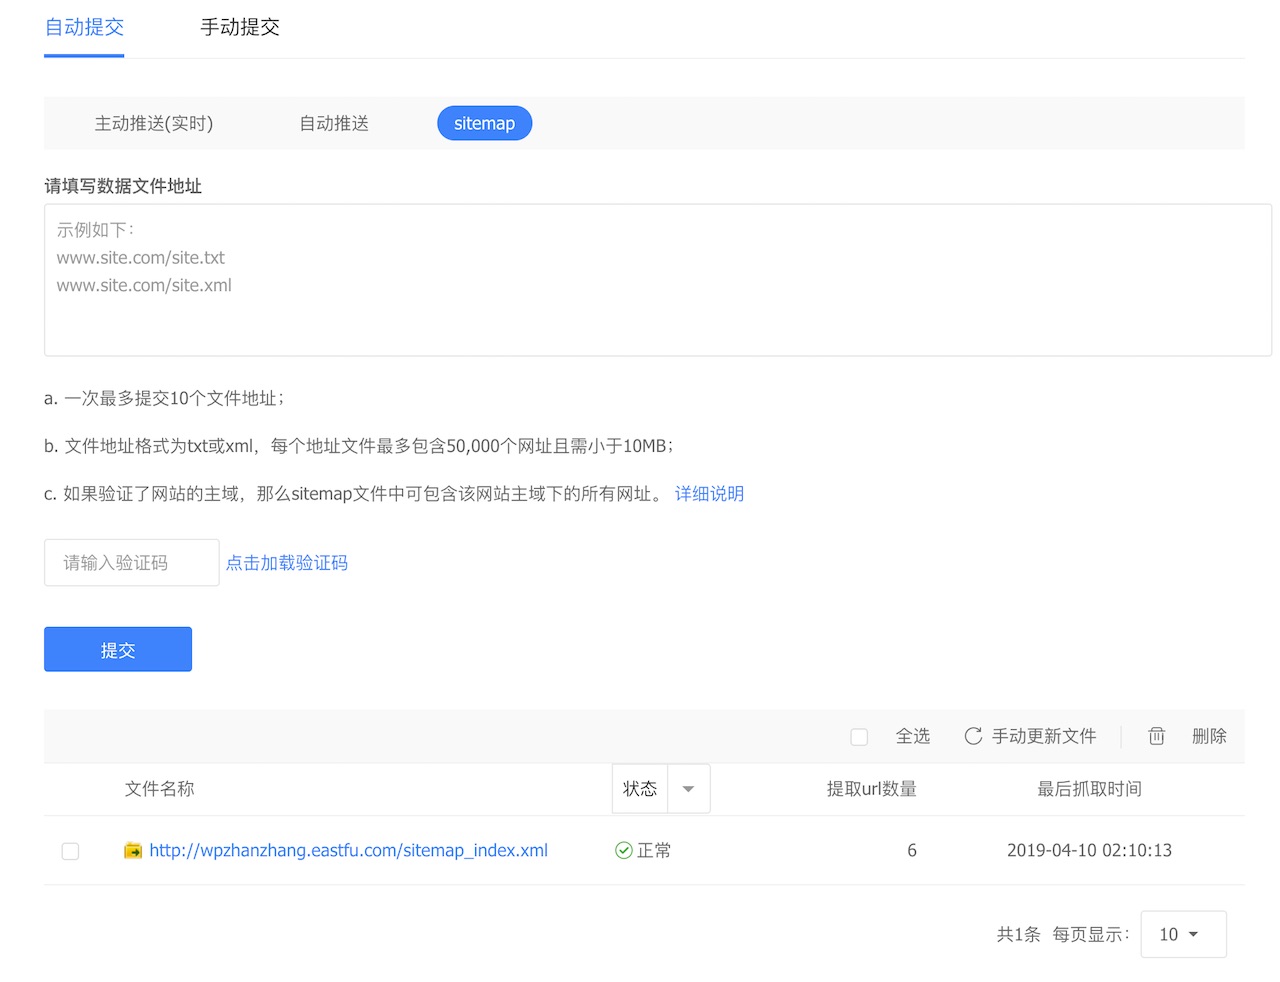 自动提交 手动提交
主动推送(实时) 自动推送 sitemap
请填写数据文件地址
示例如下：
www.site.com/site.txt
www.site.com/site.xml
a. 一次最多提交10个文件地址；
b. 文件地址格式为txt或xml，每个地址文件最多包含50,000个网址且需小于10MB；
c. 如果验证了网站的主域，那么sitemap文件中可包含该网站主域下的所有网址。 详细说明
请输入验证码 点击加载验证码
提交
全选 手动更新文件 删除
文件名称 状态 提取url数量 最后抓取时间
http://wpzhanzhang.eastfu.com/sitemap_index.xml 正常 6 2019-04-10 02:10:13
共1条 每页显示： 10